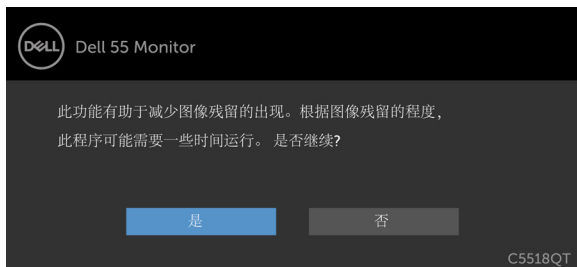 DELL
Dell 55 Monitor
此功能有助于减少图像残留的出现。根据图像残留的程度，
此程序可能需要一些时间运行。 是否继续?
是
否
C5518QT